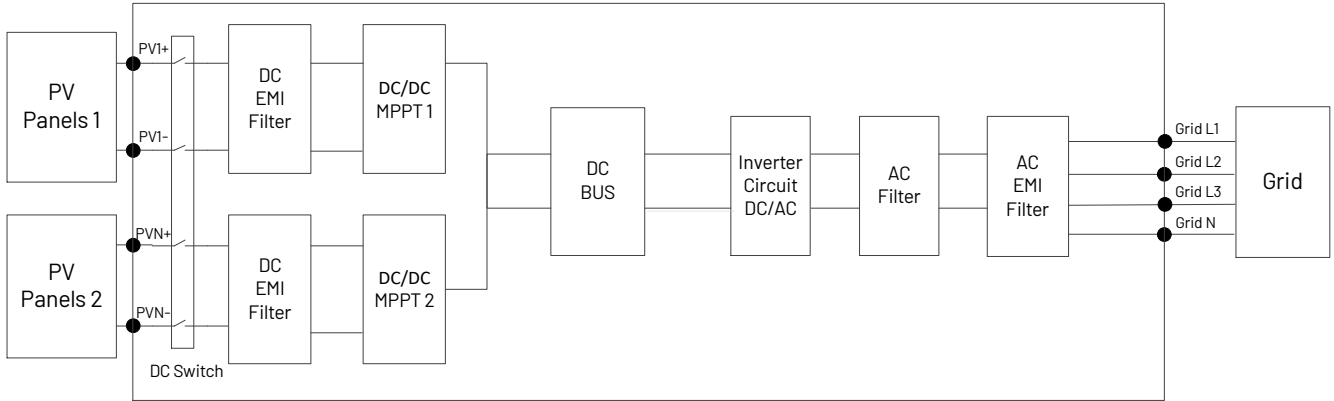 PV
Panels 1
PV1+
PV1-
DC
EMI
Filter
DC/DC
MPPT 1
PV
Panels 2
PVN+
PVN-
DC Switch
DC
EMI
Filter
DC/DC
MPPT 2
DC
BUS
Inverter
Circuit
DC/AC
AC
Filter
AC
EMI
Filter
Grid L1
Grid L2
Grid L3
Grid N
Grid